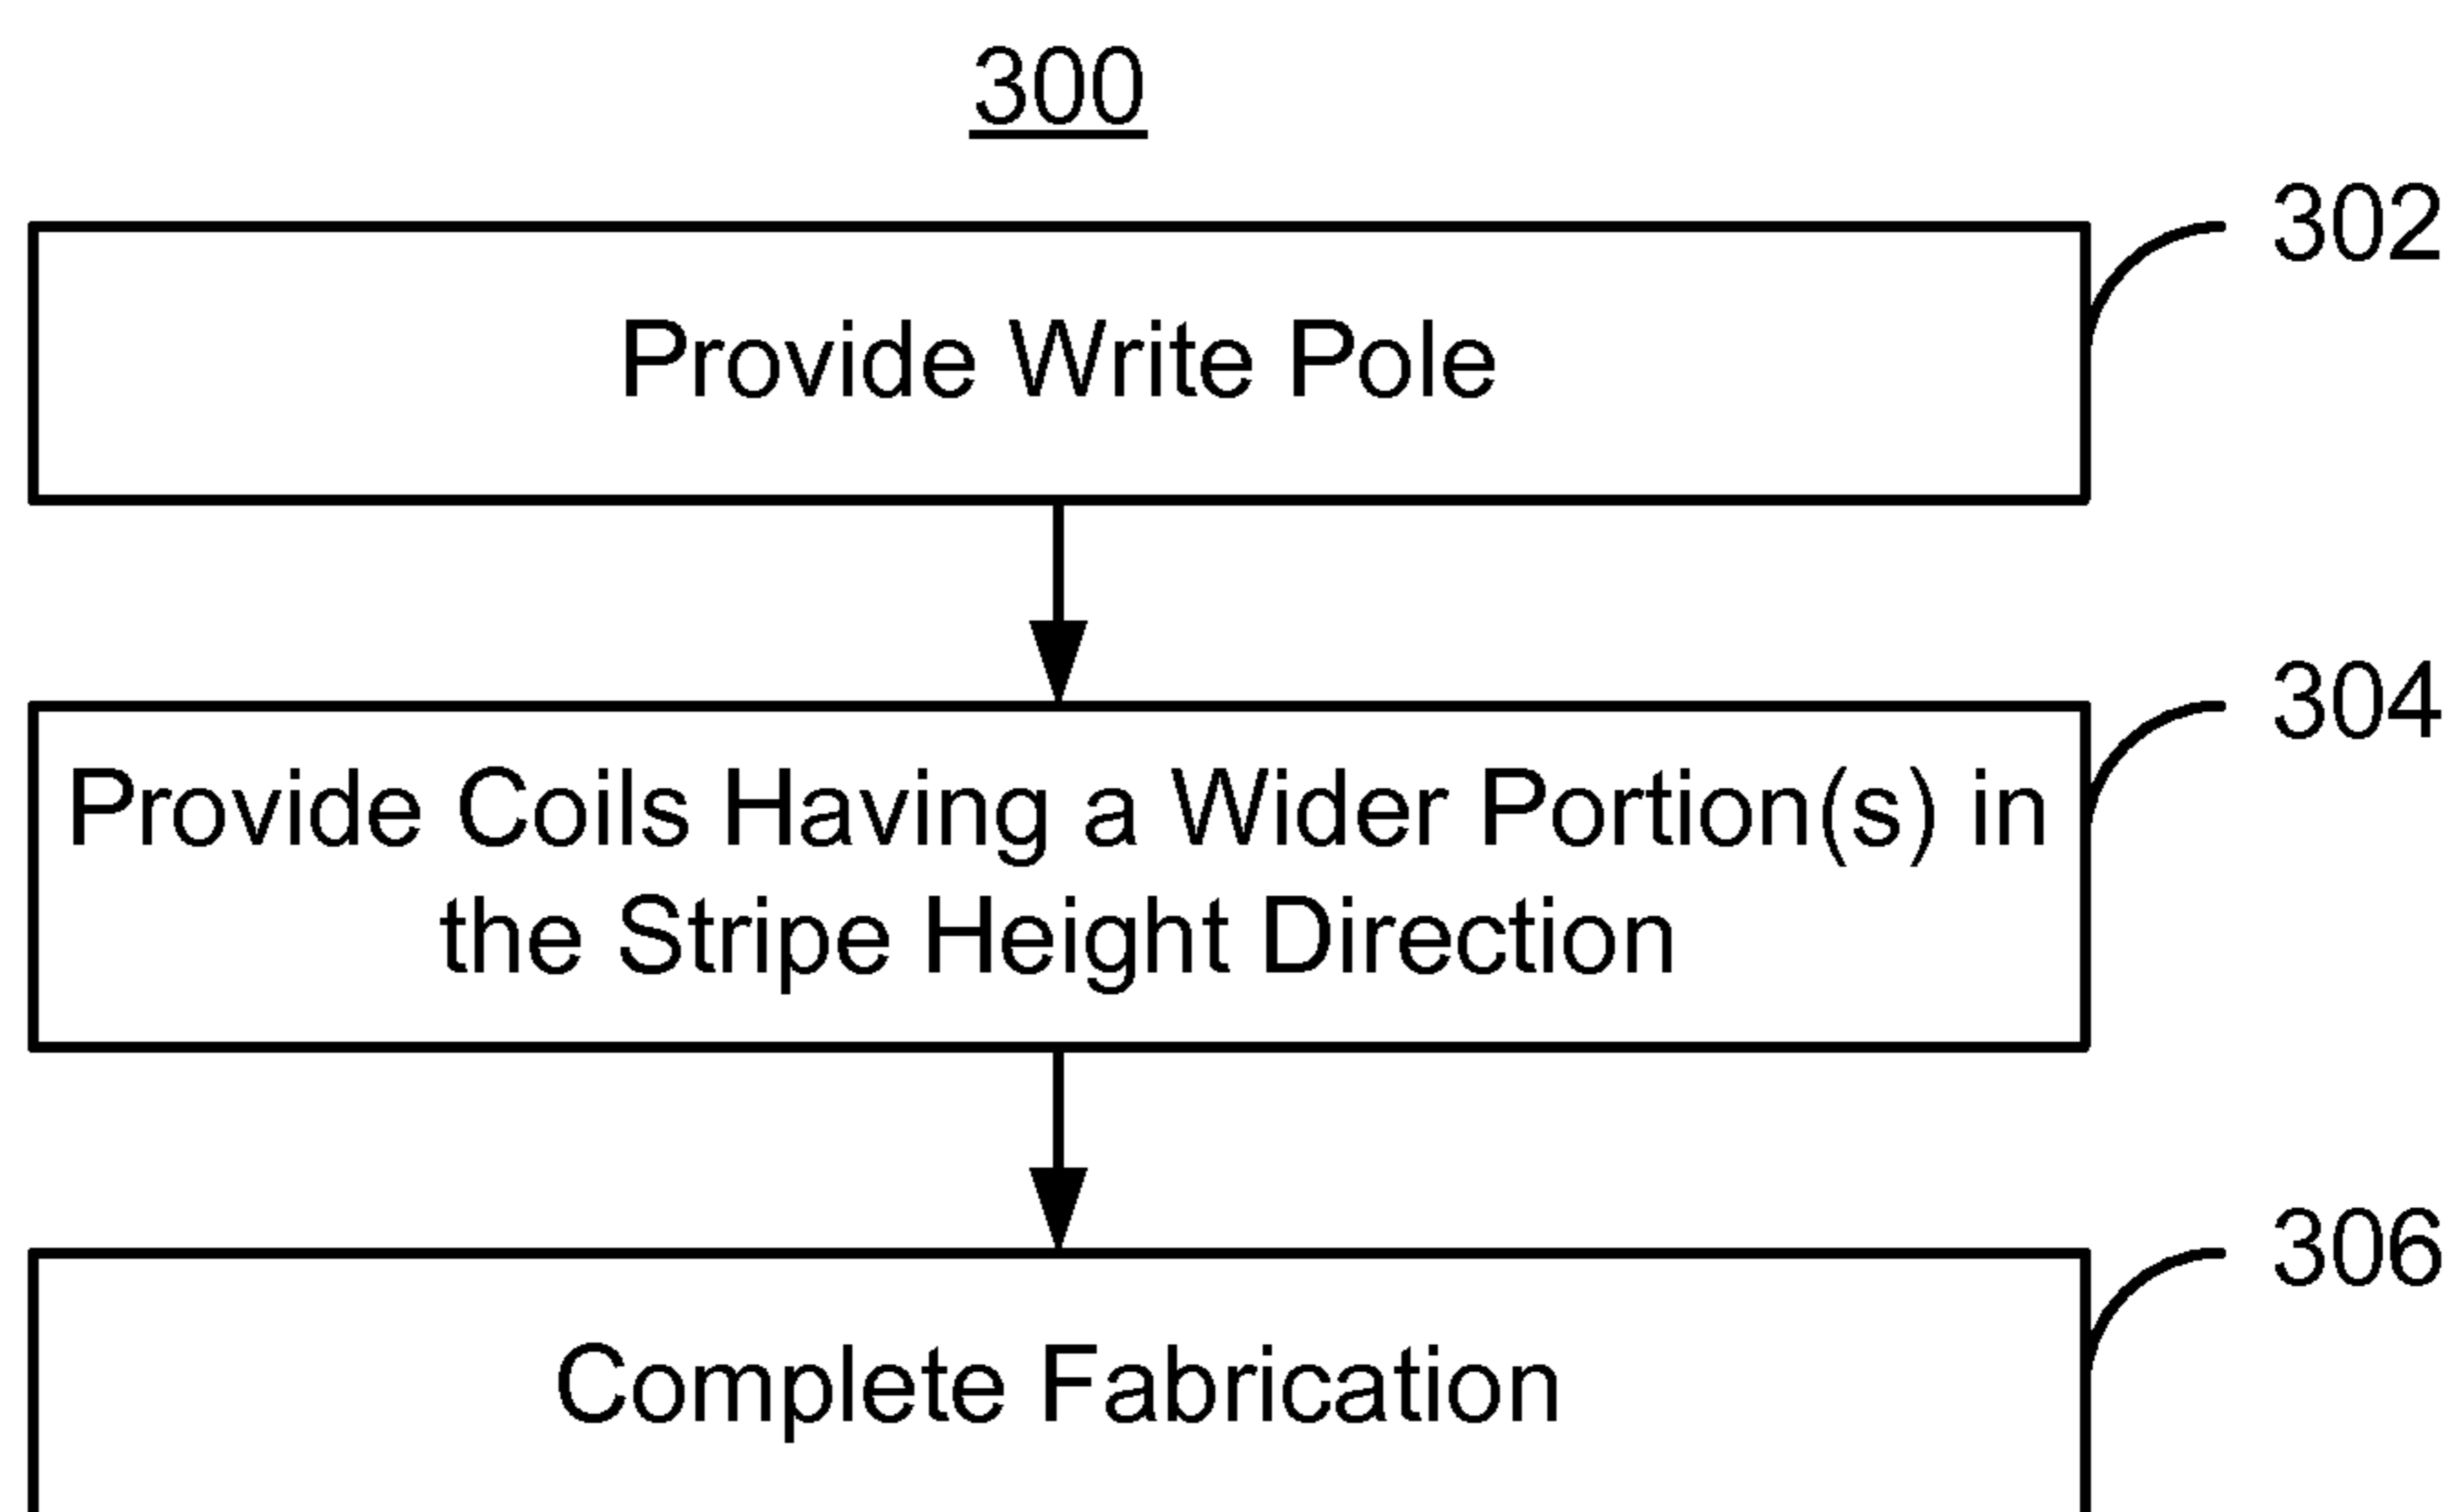 300
302
Provide Write Pole
304
Provide Coils Having a Wider Portion(s) in
the Stripe Height Direction
306
Complete Fabrication